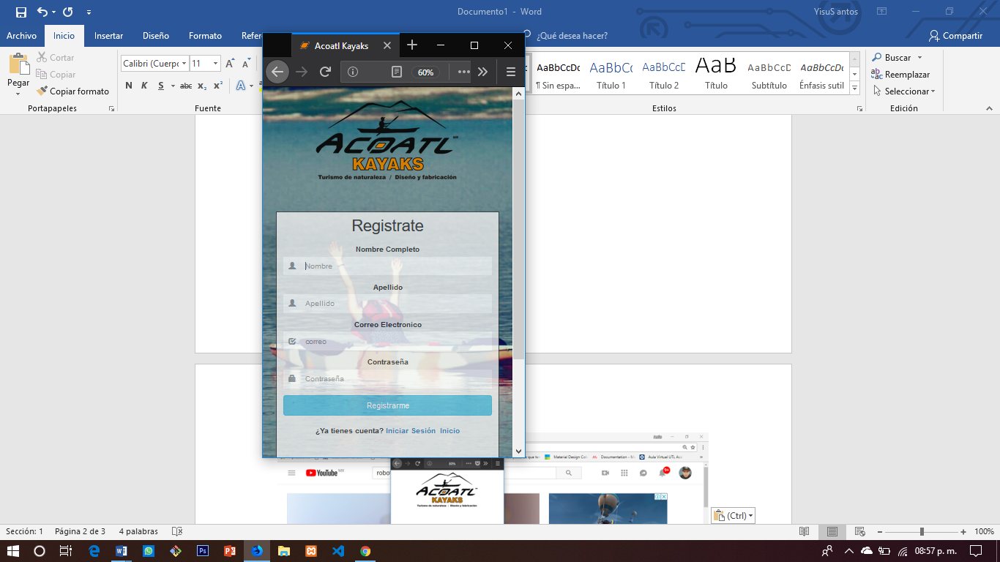 Documento1 - Word
YisuS antos
Archivo Inicio Insertar Diseño Formato Refer
¿Qué desea hacer?
Compartir
Pegar
Cortar
Copiar
Copiar formato
Portapapeles
Calibri (Cuerpo
11
N K S abc x₂ x²
Fuente
AaBbCcDc
¶ Sin espa...
AaBbCc
Título 1
AaBbCcD
Título 2
AaB
Título
AaBbCcD
Subtítulo
AaBbCcDc
Énfasis sutil
Estilos
Buscar
Reemplazar
Seleccionar
Edición
Acoatl Kayaks
60%
ACOATL
KAYAKS
Turismo de naturaleza / Diseño y fabricación
Registrate
Nombre Completo
Nombre
Apellido
Apellido
Correo Electronico
correo
Contraseña
Contraseña
Registrarme
¿Ya tienes cuenta? Iniciar Sesión Inicio
Material Design Col
Documentation - M
Aula Virtual UTL Acc
YouTube MX
robo
9+
60%
ACOATL
KAYAKS
Turismo de naturaleza / Diseño y fabricación
(Ctrl)
Sección: 1 Página 2 de 3 4 palabras
100%
08:57 p. m.